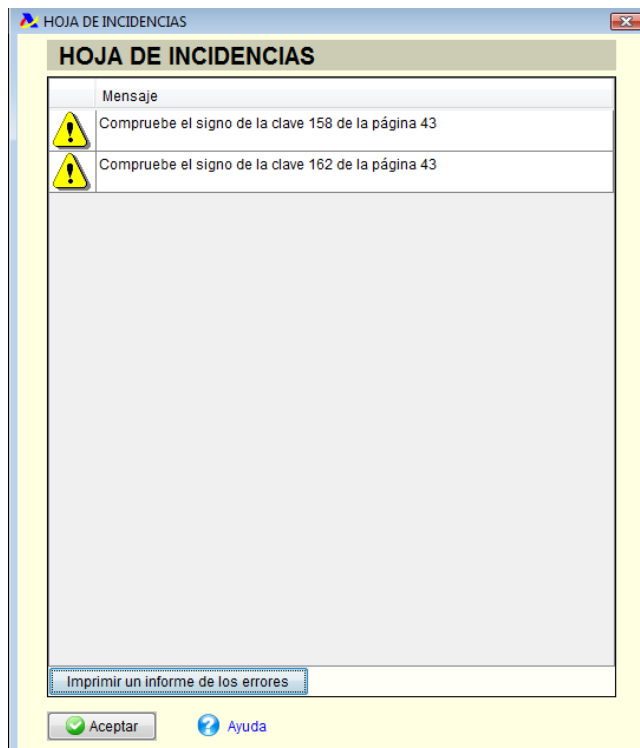 HOJA DE INCIDENCIAS
HOJA DE INCIDENCIAS
Mensaje
Compruebe el signo de la clave 158 de la página 43
Compruebe el signo de la clave 162 de la página 43
Imprimir un informe de los errores
Aceptar
Ayuda